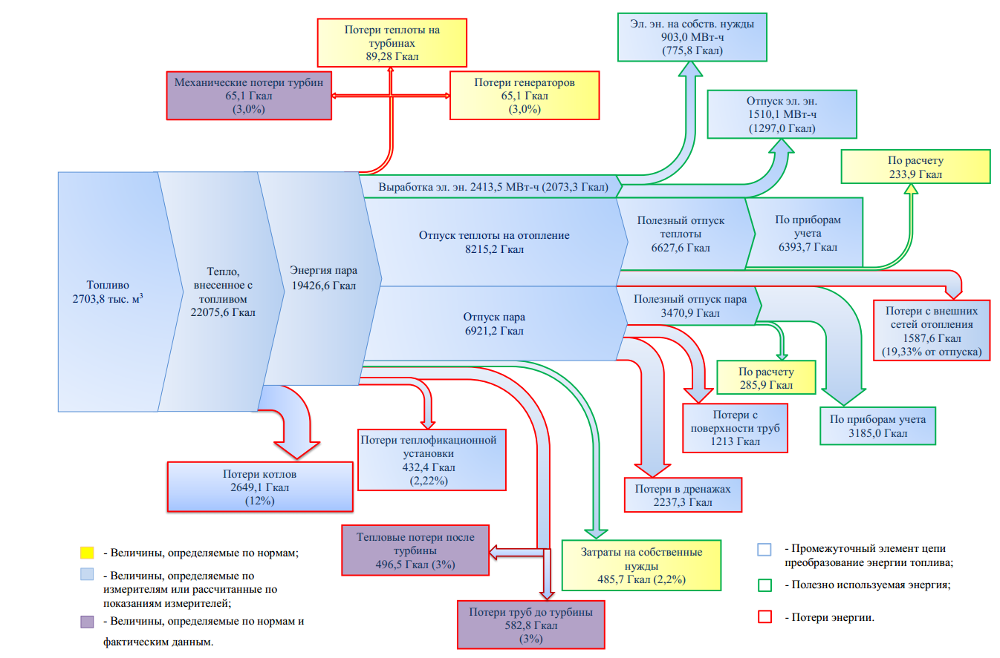 Потери теплоты на
турбинах
89,28 Гкал
Эл. эн. на собств. нужды
903,0 МВт-ч
(775,8 Гкал)
Механические потери турбин
65,1 Гкал
(3,0%)
Потери генераторов
65,1 Гкал
(3,0%)
Отпуск эл. эн.
1510,1 МВт-ч
(1297,0 Гкал)
По расчету
233,9 Гкал
Выработка эл. эн. 2413,5 МВт-ч (2073,3 Гкал)
Топливо
2703,8 тыс. м³
Тепло,
внесенное с
топливом
22075,6 Гкал
Энергия пара
19426,6 Гкал
Отпуск теплоты на отопление
8215,2 Гкал
Полезный отпуск
теплоты
6627,6 Гкал
По приборам
учета
6393,7 Гкал
Отпуск пара
6921,2 Гкал
Полезный отпуск пара
3470,9 Гкал
Потери с внешних
сетей отопления
1587,6 Гкал
(19,33% от отпуска)
По расчету
285,9 Гкал
Потери с
поверхности труб
1213 Гкал
По приборам учета
3185,0 Гкал
Потери котлов
2649,1 Гкал
(12%)
Потери теплофикационной
установки
432,4 Гкал
(2,22%)
Потери в дренажах
2237,3 Гкал
Тепловые потери после
турбины
496,5 Гкал (3%)
Затраты на собственные
нужды
485,7 Гкал (2,2%)
Потери труб до турбины
582,8 Гкал
(3%)
- Величины, определяемые по нормам;
- Величины, определяемые по
измерителям или рассчитанные по
показаниям измерителей;
- Величины, определяемые по нормам и
фактическим данным.
- Промежуточный элемент цепи
преобразование энергии топлива;
- Полезно используемая энергия;
- Потери энергии.